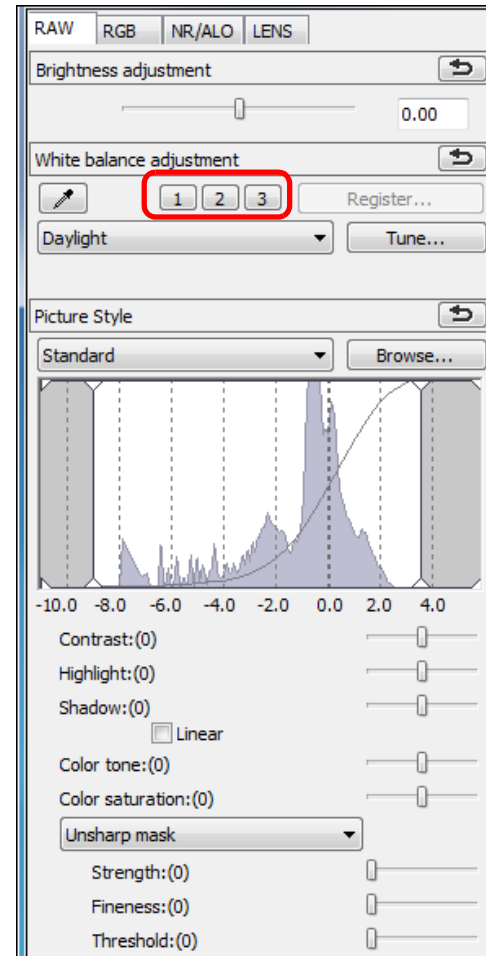 RAW RGB NR/ALO LENS
Brightness adjustment
0.00
White balance adjustment
1 2 3 Register...
Daylight Tune...
Picture Style
Standard Browse...
-10.0 -8.0 -6.0 -4.0 -2.0 0.0 2.0 4.0
Contrast:(0)
Highlight:(0)
Shadow:(0)
Linear
Color tone:(0)
Color saturation:(0)
Unsharp mask
Strength:(0)
Fineness:(0)
Threshold:(0)